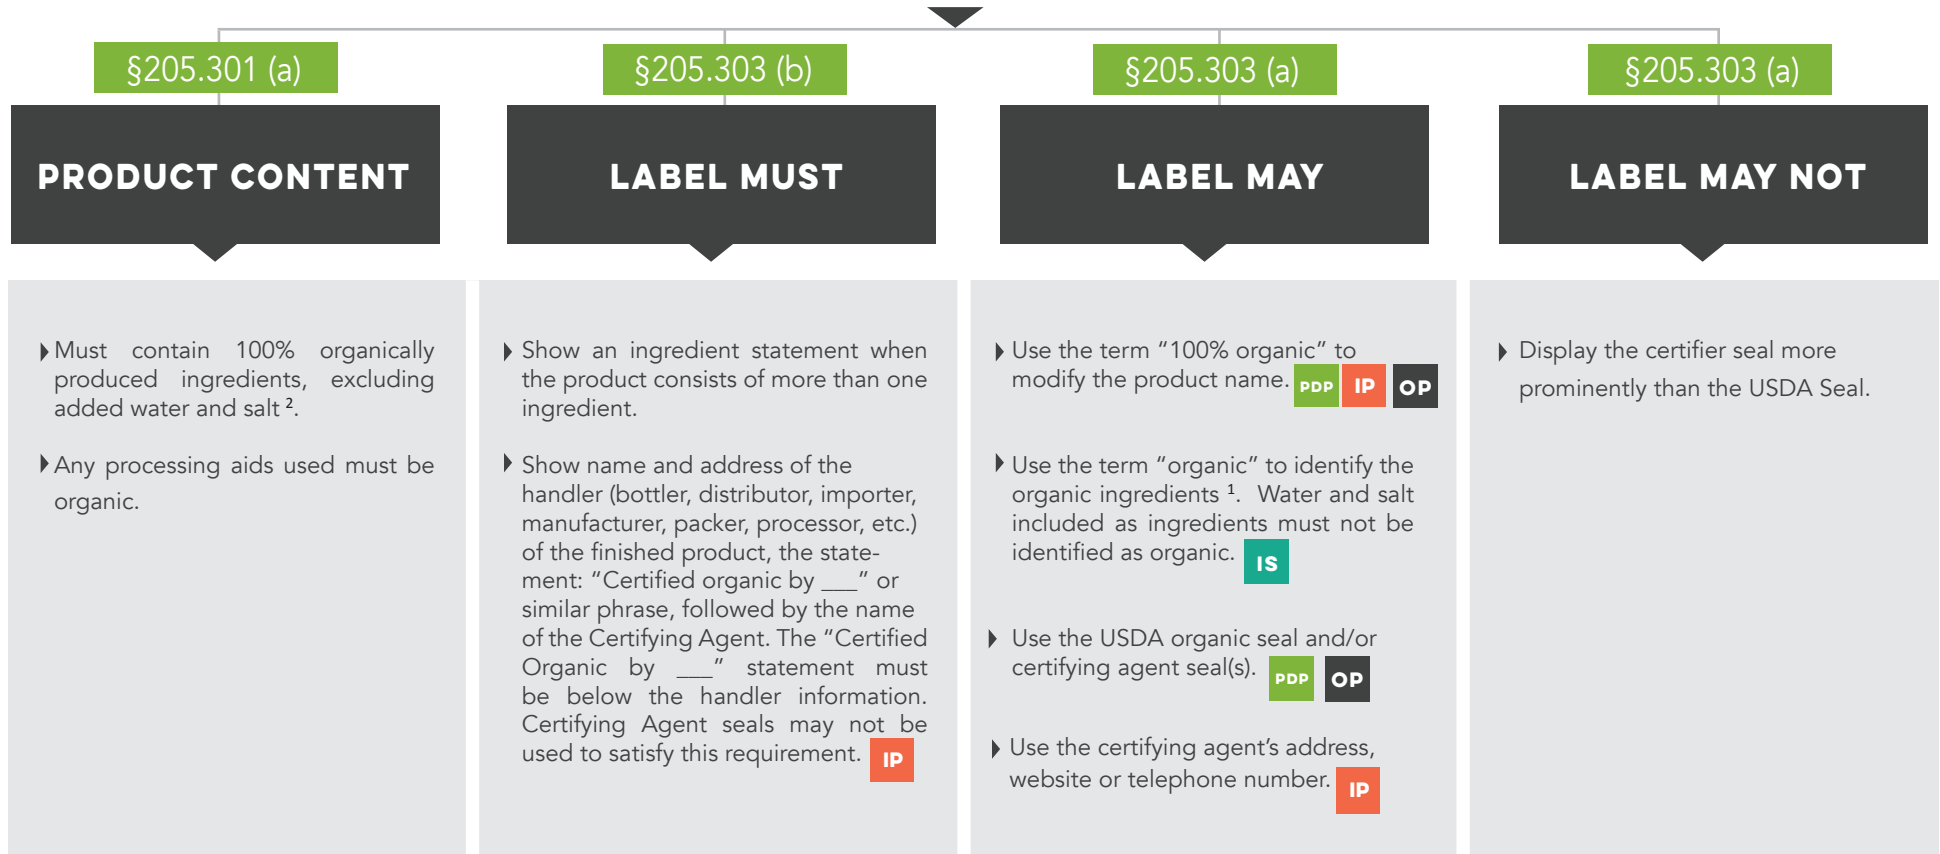 §205.301 (a)
PRODUCT CONTENT
Must contain 100% organically
produced ingredients, excluding
added water and salt ².
Any processing aids used must be
organic.
§205.303 (b)
LABEL MUST
Show an ingredient statement when
the product consists of more than one
ingredient.
Show name and address of the
handler (bottler, distributor, importer,
manufacturer, packer, processor, etc.)
of the finished product, the state-
ment: “Certified organic by ___” or
similar phrase, followed by the name
of the Certifying Agent. The “Certified
Organic by ___” statement must
be below the handler information.
Certifying Agent seals may not be
used to satisfy this requirement. IP
§205.303 (a)
LABEL MAY
Use the term “100% organic” to
modify the product name. PDP IP OP
Use the term “organic” to identify the
organic ingredients ¹. Water and salt
included as ingredients must not be
identified as organic. IS
Use the USDA organic seal and/or
certifying agent seal(s). PDP OP
Use the certifying agent’s address,
website or telephone number. IP
§205.303 (a)
LABEL MAY NOT
Display the certifier seal more
prominently than the USDA Seal.